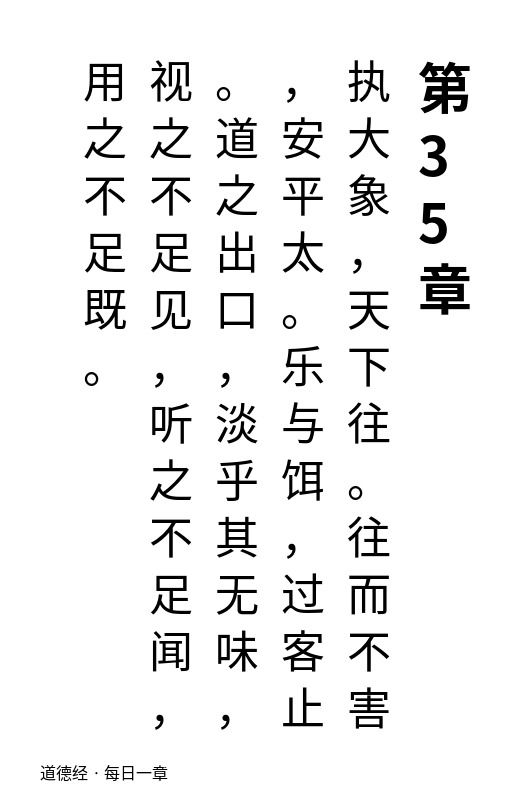 第35章
执大象，天下往。往而不害
，安平太。乐与饵，过客止
。道之出口，淡乎其无味，
视之不足见，听之不足闻，
用之不足既。
道德经 · 每日一章